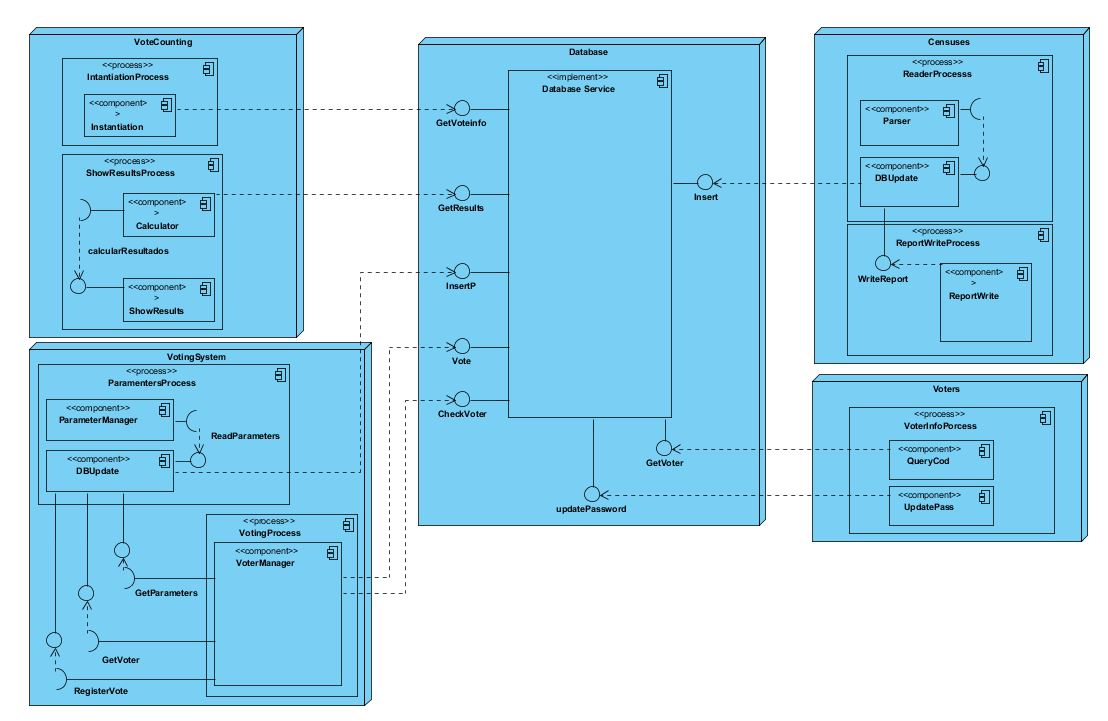 VoteCounting
<<process>>
IntantiationProcess
<<component>
>
Instantiation
<<process>>
ShowResultsProcess
<<component>
>
Calculator
calcularResultados
<<component>
>
ShowResults
VotingSystem
<<process>>
ParamentersProcess
<<component>>
ParameterManager
ReadParameters
<<component>>
DBUpdate
<<process>>
VotingProcess
<<component>>
VoterManager
GetParameters
GetVoter
RegisterVote
Database
<<implement>>
Database Service
GetVoteinfo
GetResults
InsertP
Vote
CheckVoter
Insert
GetVoter
updatePassword
Censuses
<<process>>
ReaderProcesss
<<component>>
Parser
<<component>>
DBUpdate
<<process>>
ReportWriteProcess
WriteReport
<<component>
>
ReportWrite
Voters
<<process>>
VoterInfoPorcess
<<component>>
QueryCod
<<component>>
UpdatePass